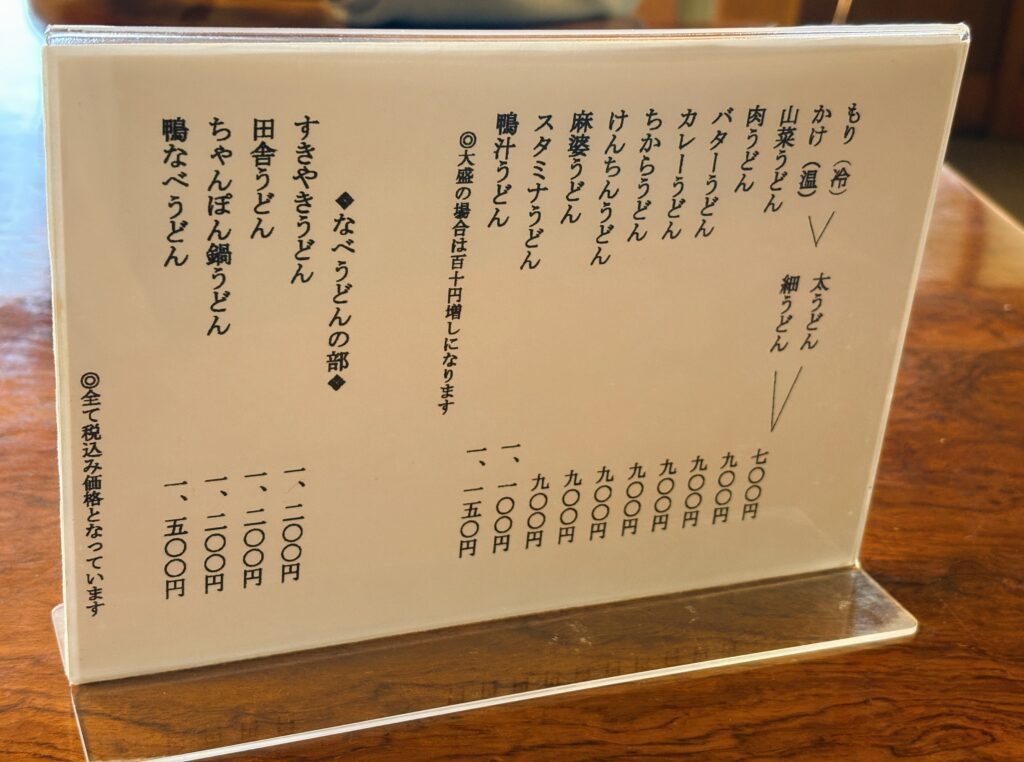 もり（冷）
かけ（温）
太うどん
細うどん
七〇〇円
山菜うどん 九〇〇円
肉うどん 九〇〇円
バターうどん 九〇〇円
カレーうどん 九〇〇円
ちからうどん 九〇〇円
けんちんうどん 九〇〇円
麻婆うどん 九〇〇円
スタミナうどん 一、一〇〇円
鴨汁うどん 一、一五〇円
◎大盛の場合は百十円増しになります
◆なべうどんの部◆
すきやきうどん 一、二〇〇円
田舎うどん 一、二〇〇円
ちゃんぽん鍋うどん 一、二〇〇円
鴨なべうどん 一、五〇〇円
◎全て税込み価格となっています